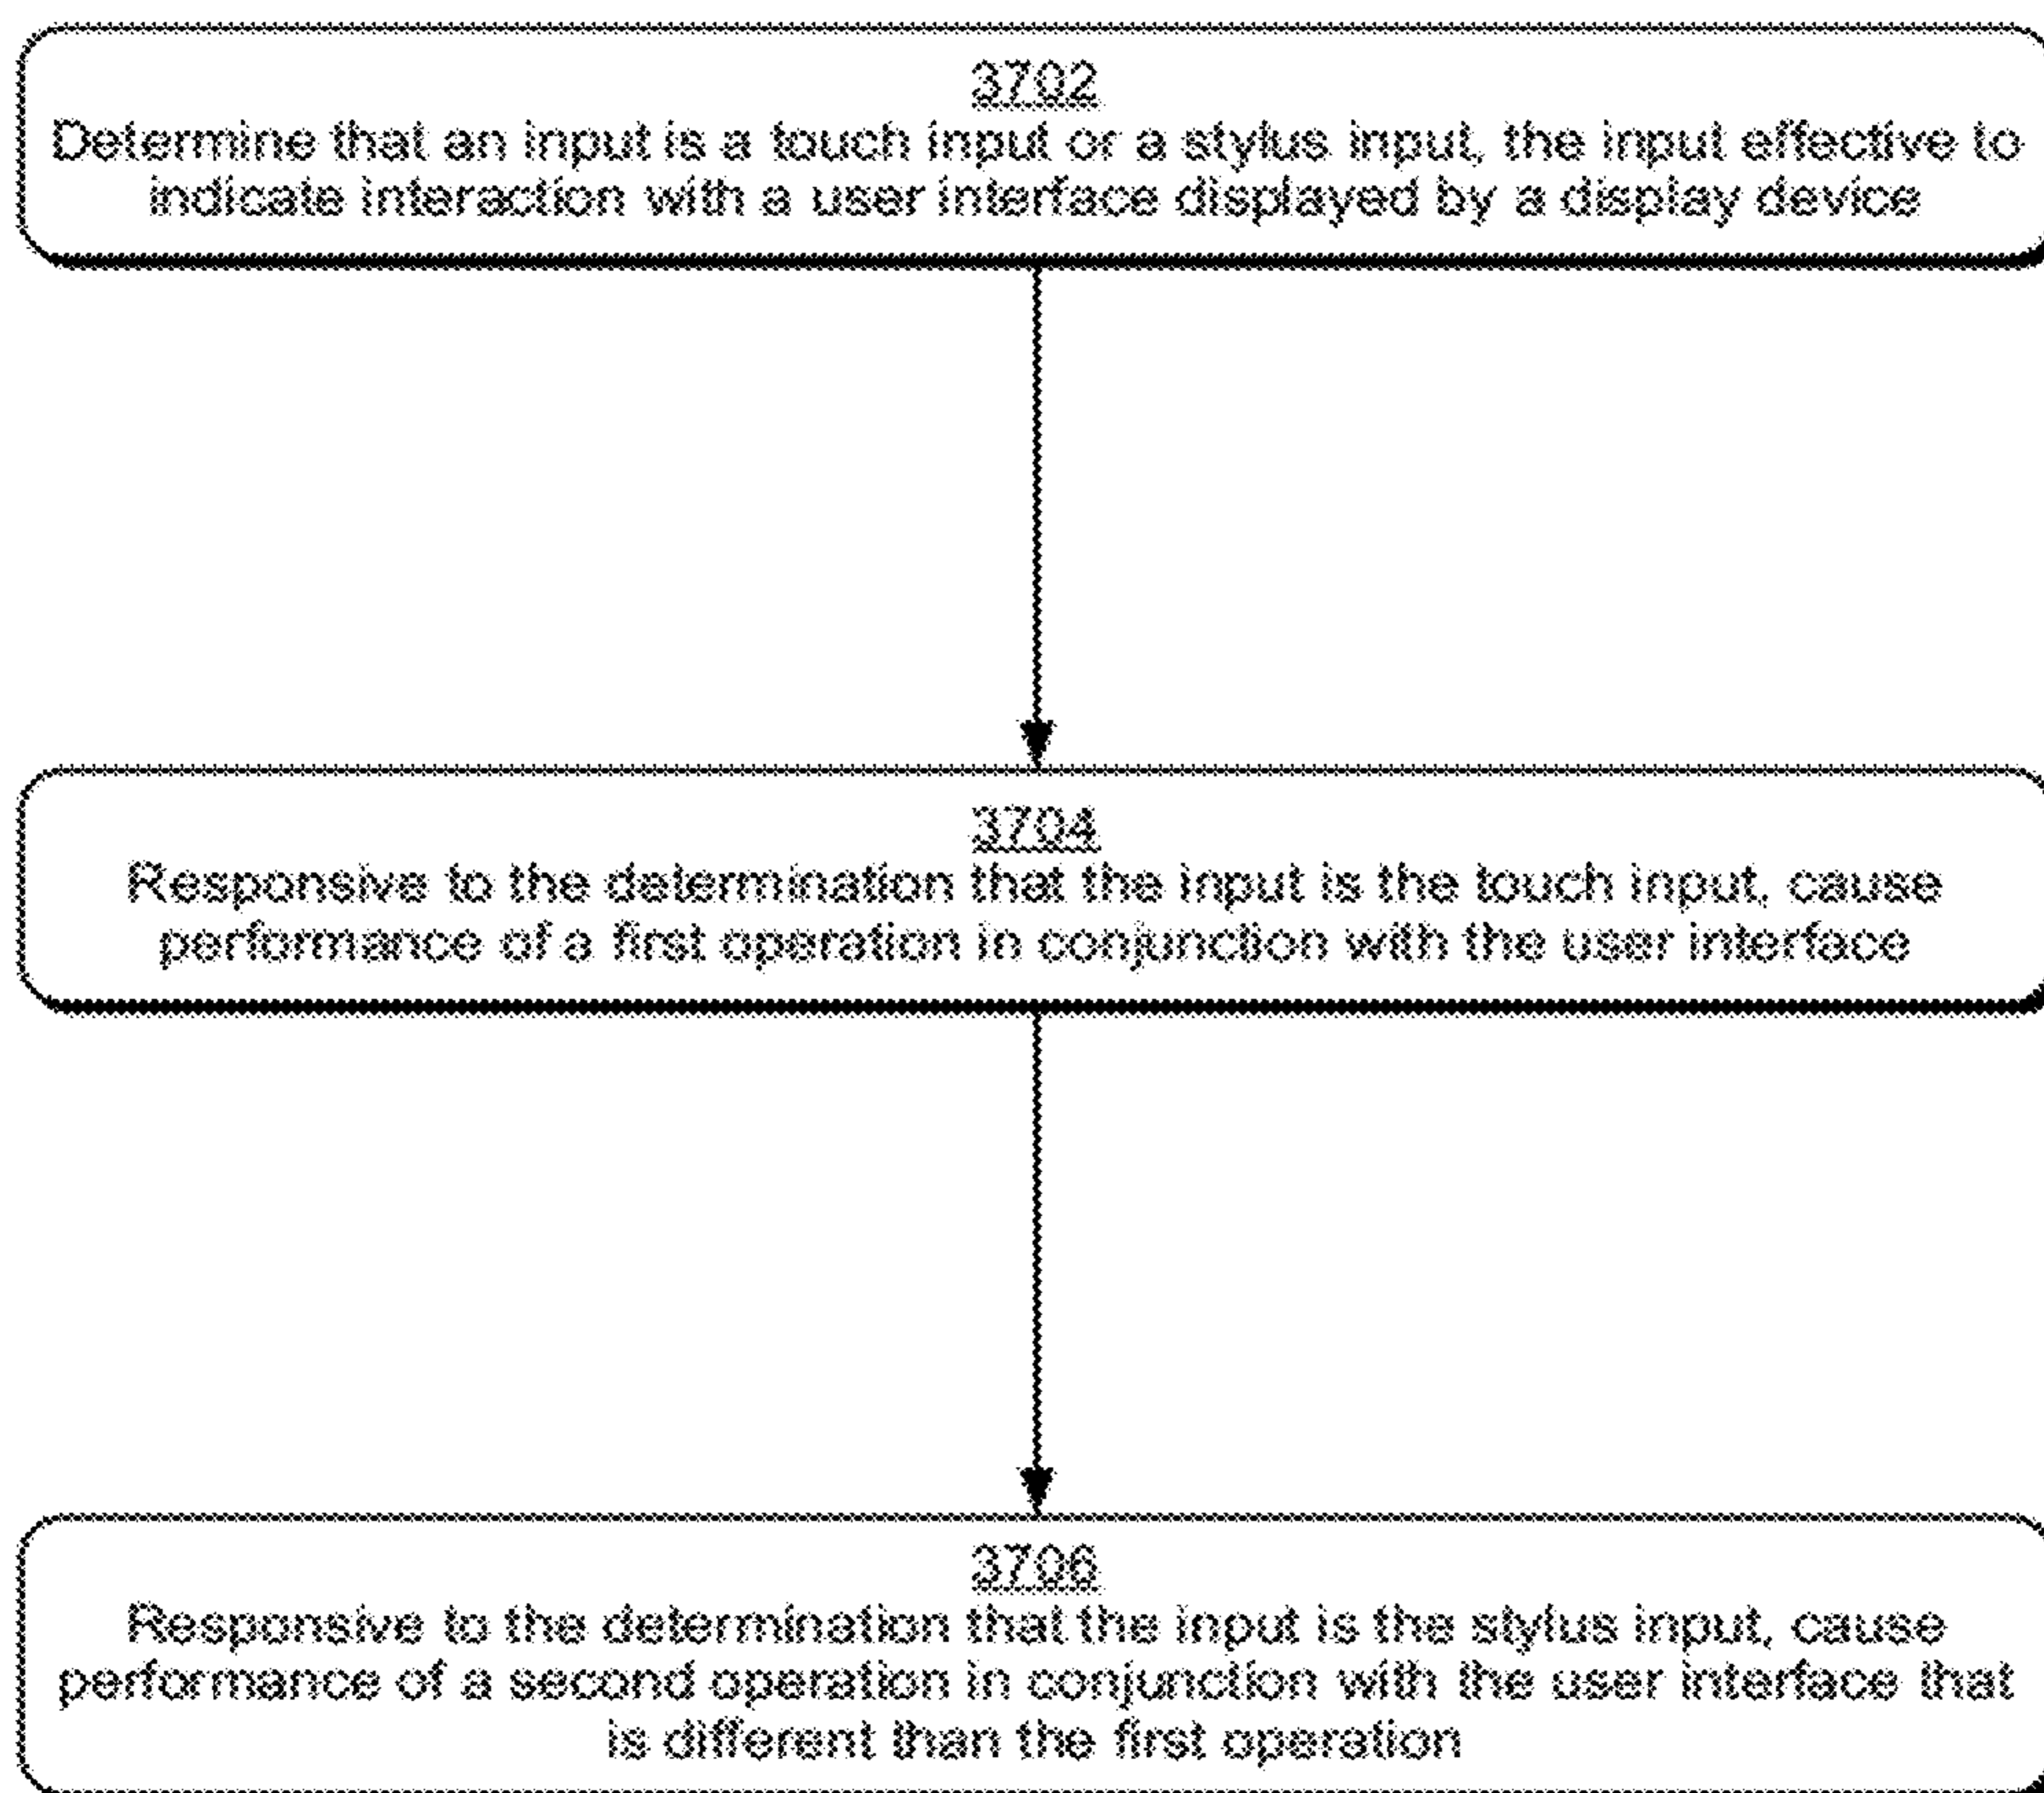 3702
Determine that an input is a touch input or a stylus input, the input effective to
indicate interaction with a user interface displayed by a display device
3704
Responsive to the determination that the input is the touch input, cause
performance of a first operation in conjunction with the user interface
3706
Responsive to the determination that the input is the stylus input, cause
performance of a second operation in conjunction with the user interface that
is different than the first operation